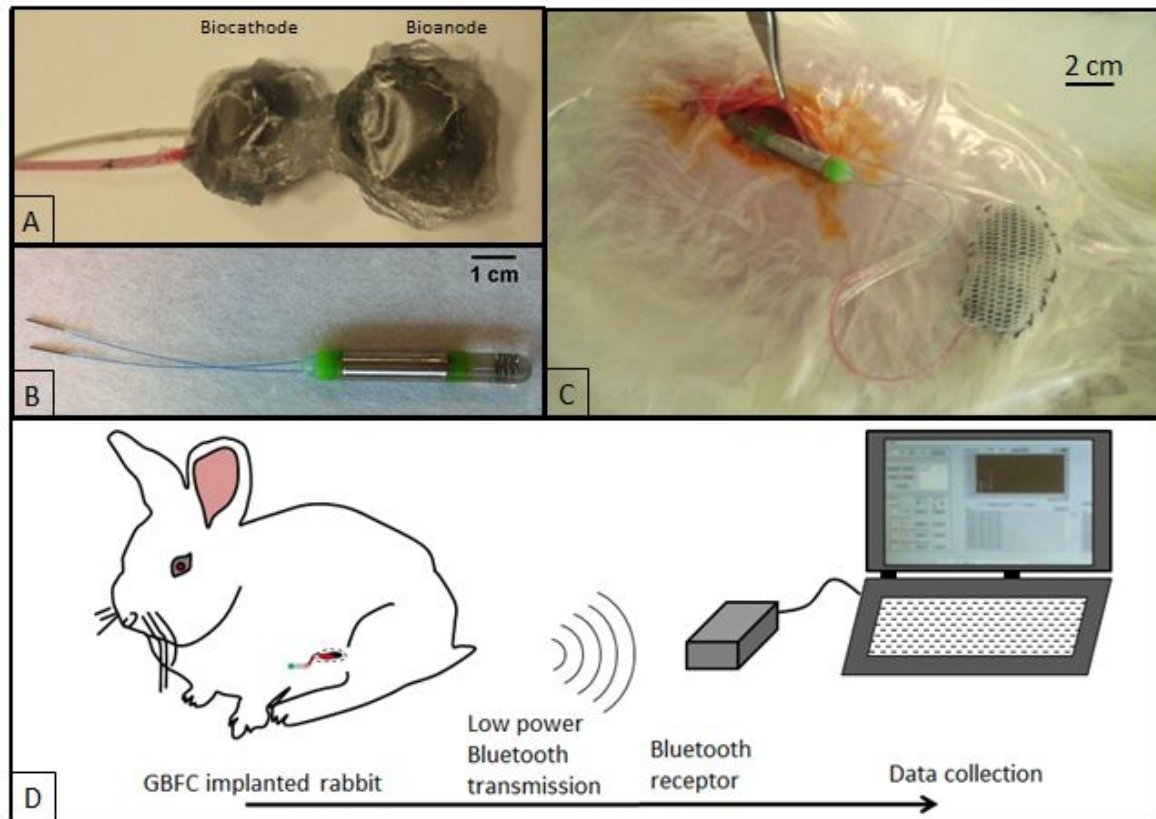 Biocathode
Bioanode
A
1 cm
B
2 cm
C
Low power
Bluetooth
transmission
Bluetooth
receptor
GBFC implanted rabbit
Data collection
D